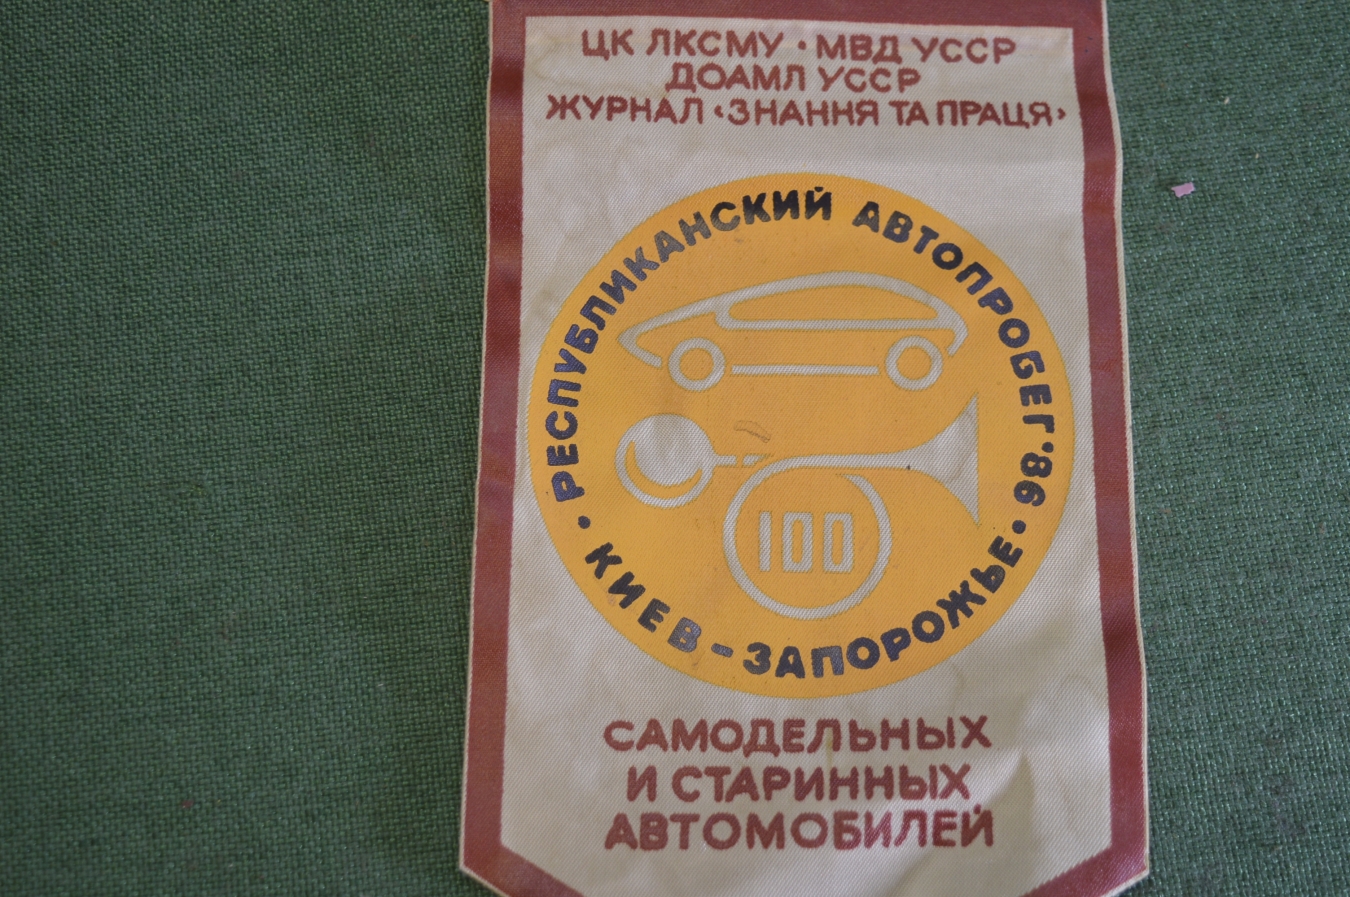 ЦК ЛКСМУ · МВД УССР
ДОАМЛ УССР
ЖУРНАЛ «ЗНАННЯ ТА ПРАЦЯ»
РЕСПУБЛИКАНСКИЙ АВТОПРОБЕГ'86
100
• КИЕВ - ЗАПОРОЖЬЕ •
САМОДЕЛЬНЫХ
И СТАРИННЫХ
АВТОМОБИЛЕЙ